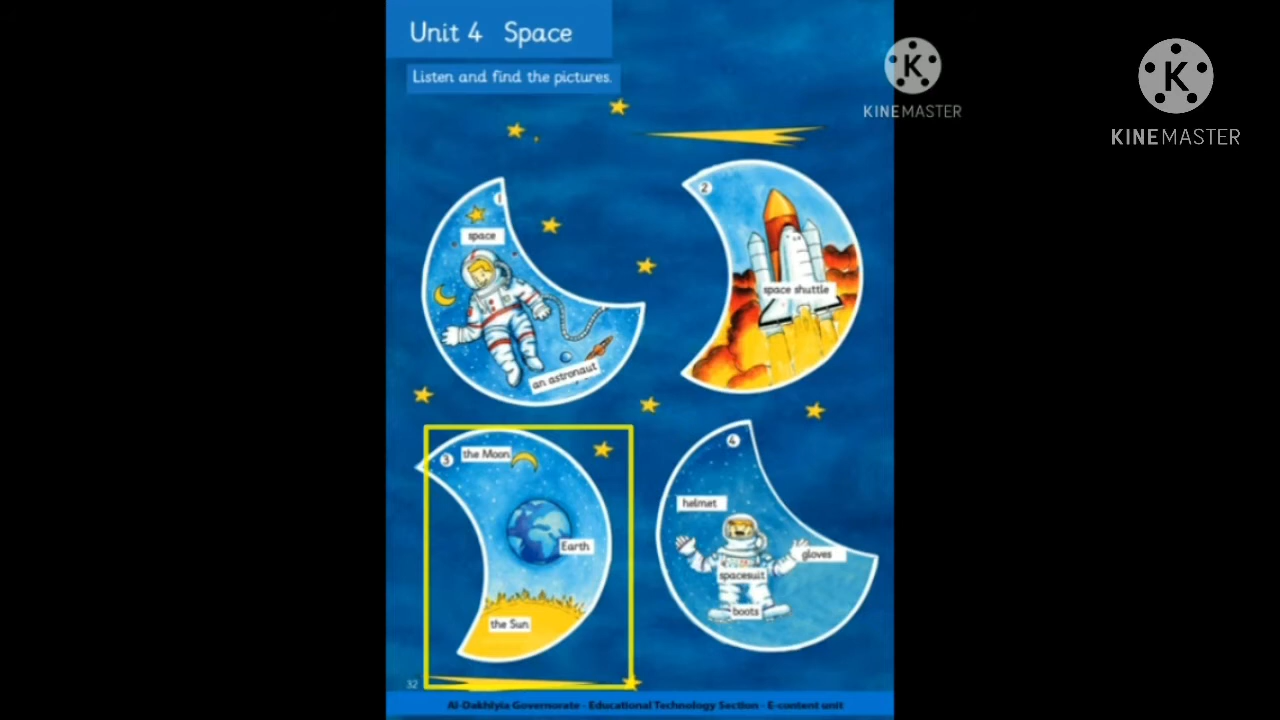 Unit 4 Space
Listen and find the pictures.
K
KINEMASTER
K
KINEMASTER
1
space
an astronaut
2
space shuttle
3
the Moon
Earth
the Sun
4
helmet
gloves
spacesuit
boots
32
Al-Dakhlyia Governorate - Educational Technology Section - E-content unit